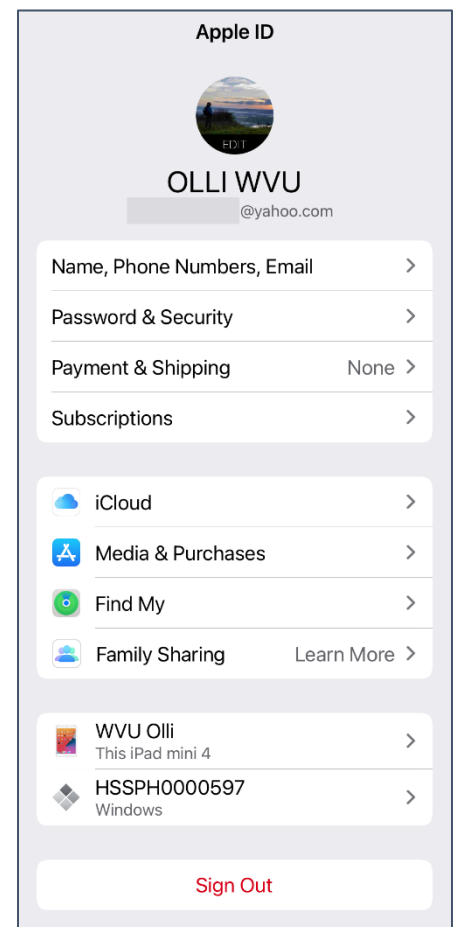 Apple ID
EDIT
OLLI WVU
@yahoo.com
Name, Phone Numbers, Email
Password & Security
Payment & Shipping None
Subscriptions
iCloud
Media & Purchases
Find My
Family Sharing Learn More
WVU Olli
This iPad mini 4
HSSPH0000597
Windows
Sign Out